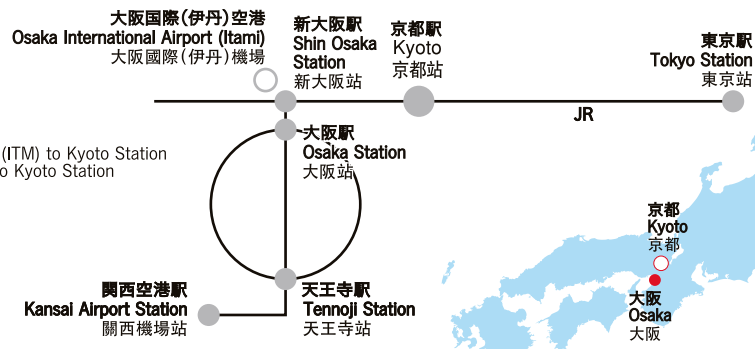 大阪国際(伊丹)空港
Osaka International Airport (Itami)
大阪國際(伊丹)機場
新大阪駅
Shin Osaka
Station
新大阪站
京都駅
Kyoto
京都站
東京駅
Tokyo Station
東京站
JR
大阪駅
Osaka Station
大阪站
(ITM) to Kyoto Station
to Kyoto Station
関西空港駅
Kansai Airport Station
關西機場站
天王寺駅
Tennoji Station
天王寺站
京都
Kyoto
京都
大阪
Osaka
大阪